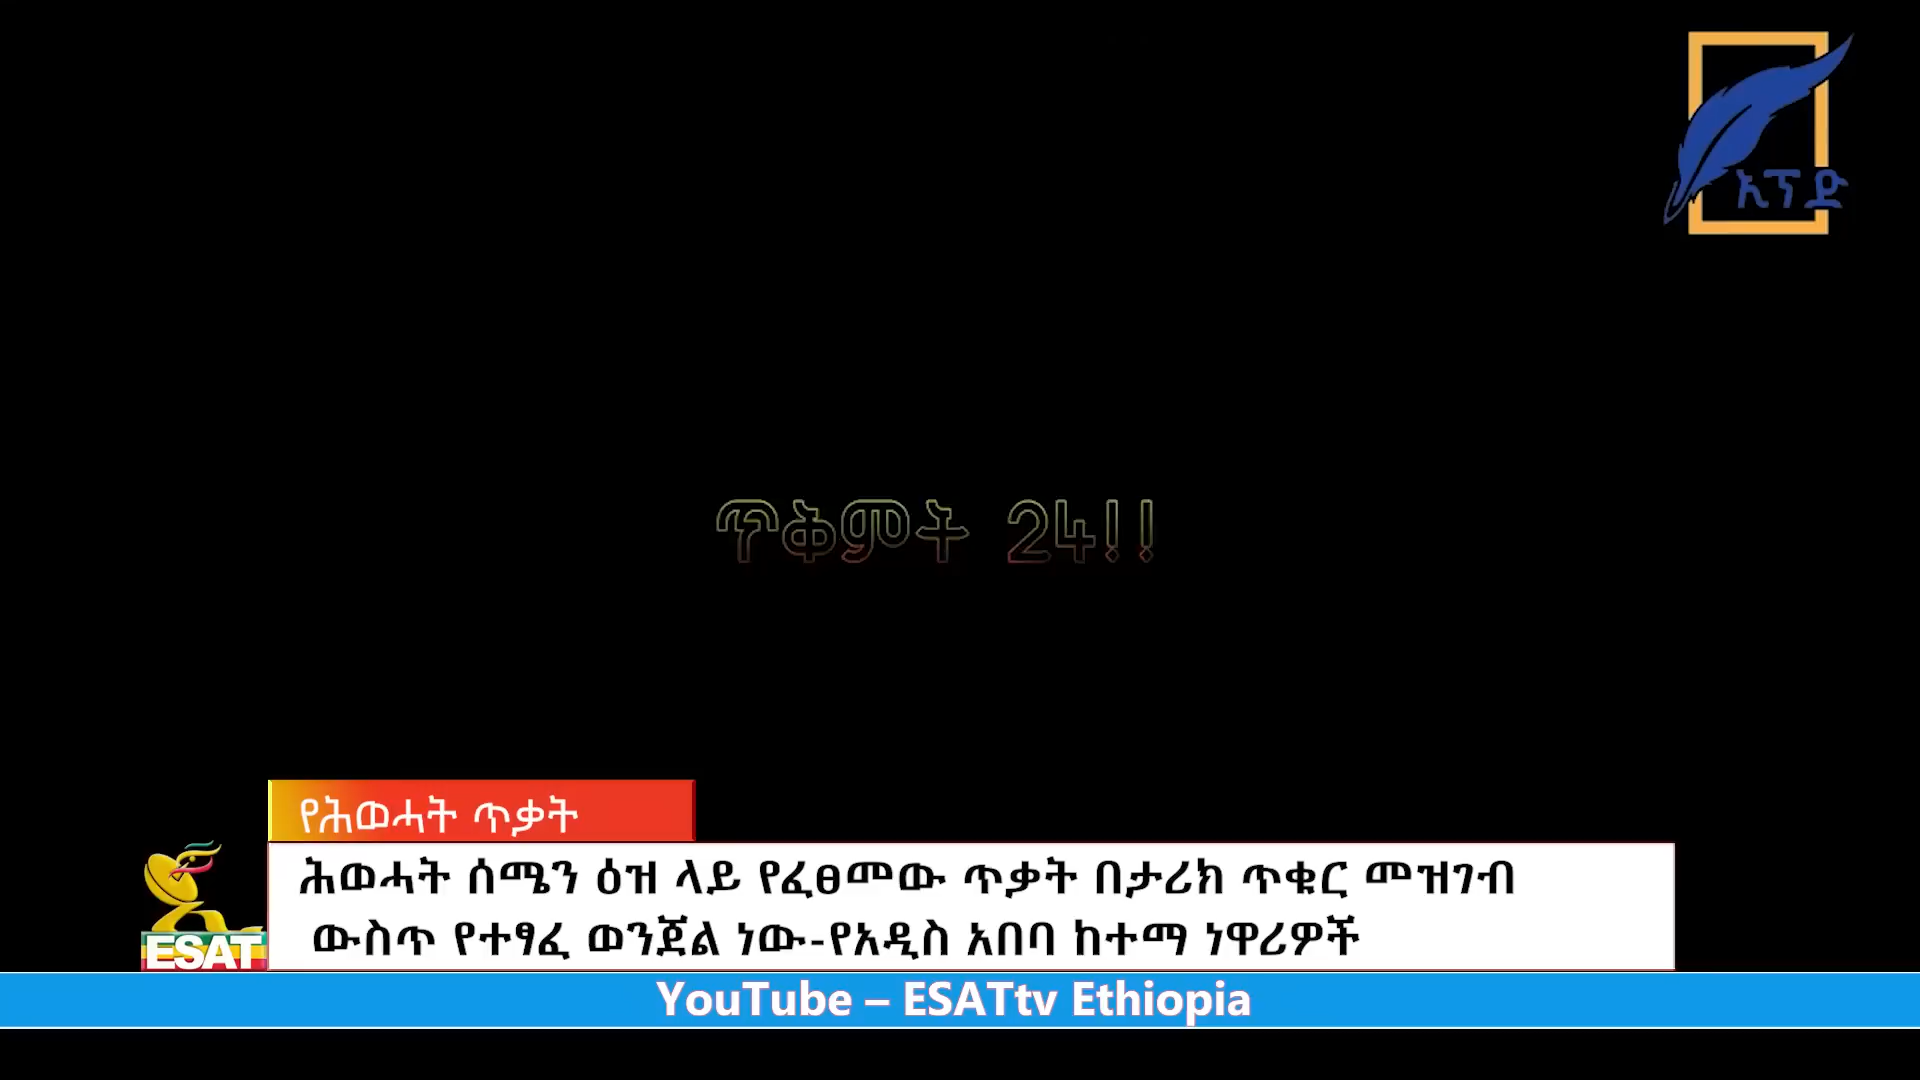 ኢፕድ
ጥቅምት 24!!
የሕወሓት ጥቃት
ሕወሓት ሰሜን ዕዝ ላይ የፈፀመው ጥቃት በታሪክ ጥቁር መዝገብ
ውስጥ የተፃፈ ወንጀል ነው-የአዲስ አበባ ከተማ ነዋሪዎች
ESAT
YouTube – ESATtv Ethiopia